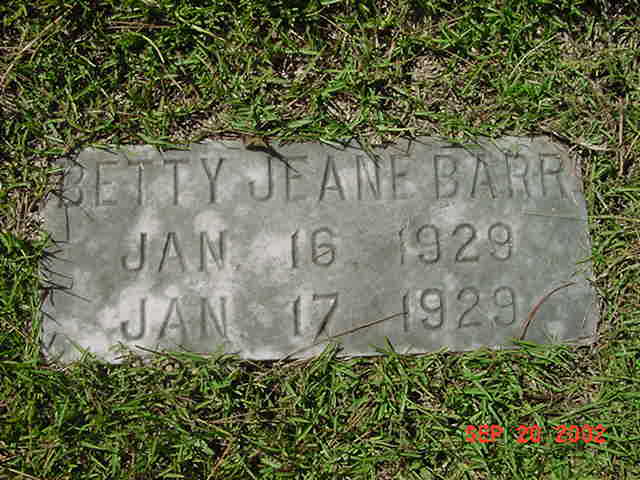 BETTY JEANE BARR
JAN. 16. 1929
JAN 17 1929
SEP 20 2002